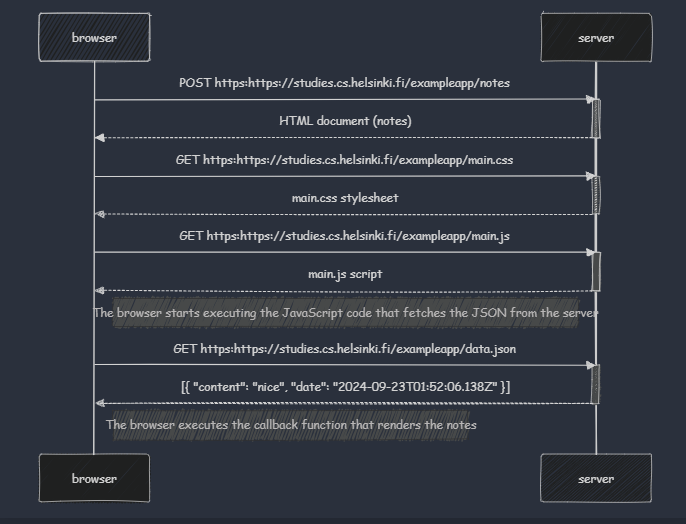 browser
server
POST https:https://studies.cs.helsinki.fi/exampleapp/notes
HTML document (notes)
GET https:https://studies.cs.helsinki.fi/exampleapp/main.css
main.css stylesheet
GET https:https://studies.cs.helsinki.fi/exampleapp/main.js
main.js script
The browser starts executing the JavaScript code that fetches the JSON from the server
GET https:https://studies.cs.helsinki.fi/exampleapp/data.json
[{ "content": "nice", "date": "2024-09-23T01:52:06.138Z" }]
The browser executes the callback function that renders the notes
browser
server